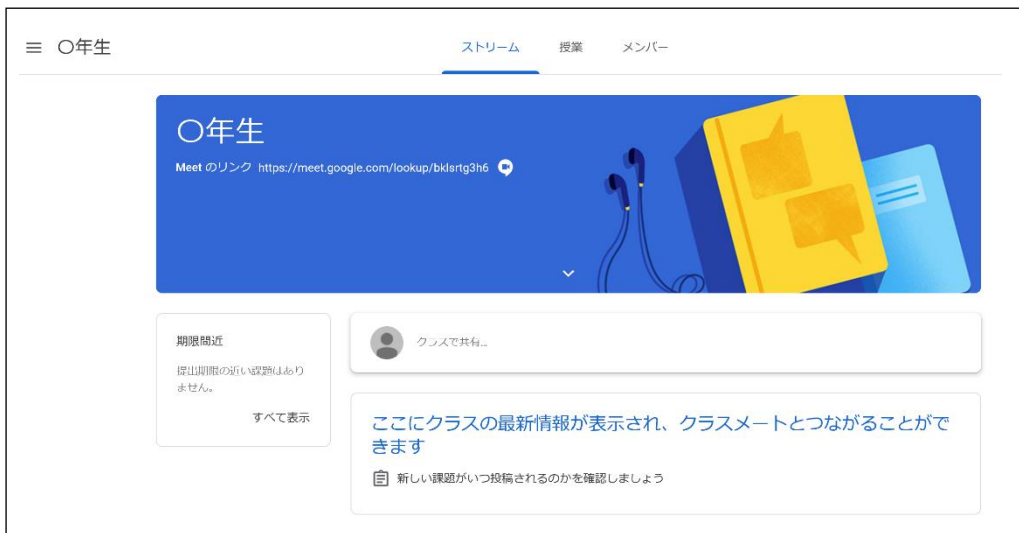 〇年生
ストリーム 授業 メンバー
〇年生
Meet のリンク https://meet.google.com/lookup/bklsrtg3h6
期限間近
提出期限の近い課題はあり
ません。
すべて表示
クラスで共有...
ここにクラスの最新情報が表示され、クラスメートとつながることがで
きます
新しい課題がいつ投稿されるのかを確認しましょう